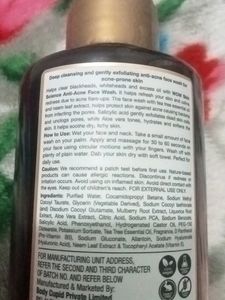 Deep cleansing and gently exfoliating anti-acne face wash for
acne-prone skin
Helps clear blackheads, whiteheads and excess oil with WOW Skin
Science Anti-Acne Face Wash. It helps refresh your skin and calms
redness due to acne flare-ups. The face wash with tea tree essential oil
and neem leaf extract helps protect skin against acne causing bacteria
from infecting the pores. Salicylic acid gently exfoliates dead skin
and unclogs pores, while Aloe vera tones, hydrates and softens the
skin. It helps soothe dry, itchy skin.
How to Use: Wet your face and neck. Take a small amount of face
wash on your palm. Apply and massage for 50 to 60 seconds
your face using circular motions with your fingers. Wash off with
plenty of plain water. Dab your skin dry with soft towel. Perfect for
daily use.
Caution: We recommend a patch test before first use. Nature-based
products can cause allergic reactions. Discontinue if redness or
irritation occurs. Avoid using on inflamed skin. Avoid direct contact with
the eyes. Keep out of children's reach. FOR EXTERNAL USE ONLY.
Ingredients: Purified Water, Cocamidopropyl Betaine, Sodium Methyl
Cocoyl Taurate, Glycerin (Vegetable Derived), Sodium Cocoyl
and Disodium Cocoyl Glutamate, Mulberry Root Extract, Liquorice Root
Extract, Aloe Vera Extract, Citric Acid, Sodium PCA, Sodium Benzoate,
Salicylic Acid, Phenoxyethanol, Hydrogenated Castor Oil, PEG-150
Distearate, Potassium Sorbate, Tea Tree Essential Oil, Fragrance, D Panthenol
(Pro-Vitamin B5), Sodium Gluconate, Allantoin, Sodium Hyaluronate
(Hyaluronic Acid), Neem Leaf Extract & Tocopheryl Acetate (Vitamin E).
FOR MANUFACTURING UNIT ADDRESS,
REFER THE SECOND AND THIRD CHARACTER
OF BATCH NO. AND REFER BELOW
Manufactured & Marketed By:
Body Cupid Private Limited